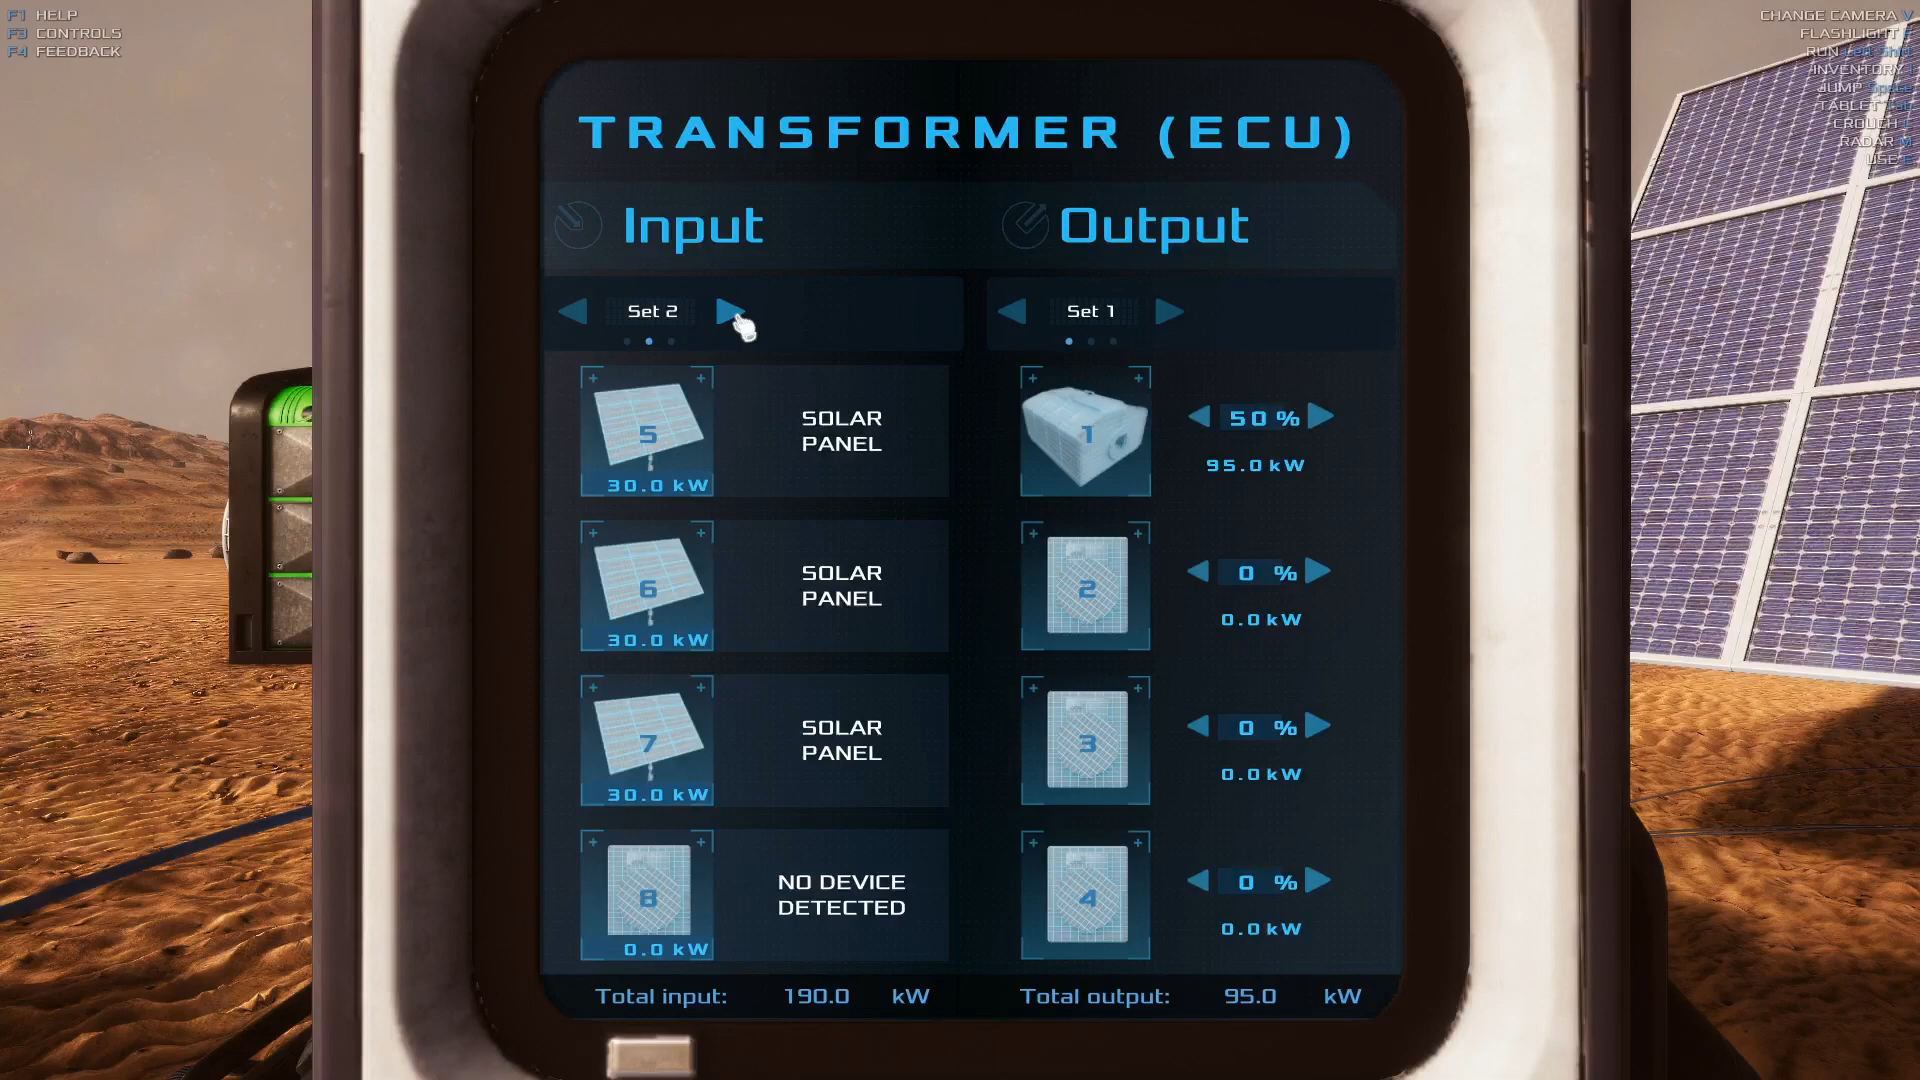 F1 HELP
F3 CONTROLS
F4 FEEDBACK
CHANGE CAMERA V
FLASHLIGHT F
RUN Left Shift
INVENTORY I
JUMP Space
TABLET Tab
CROUCH C
RADAR M
USE E
TRANSFORMER (ECU)
Input
Output
Set 2
Set 1
5
30.0 kW
SOLAR
PANEL
1
50 %
95.0 kW
6
30.0 kW
SOLAR
PANEL
2
0 %
0.0 kW
7
30.0 kW
SOLAR
PANEL
3
0 %
0.0 kW
8
0.0 kW
NO DEVICE
DETECTED
4
0 %
0.0 kW
Total input: 190.0 kW
Total output: 95.0 kW